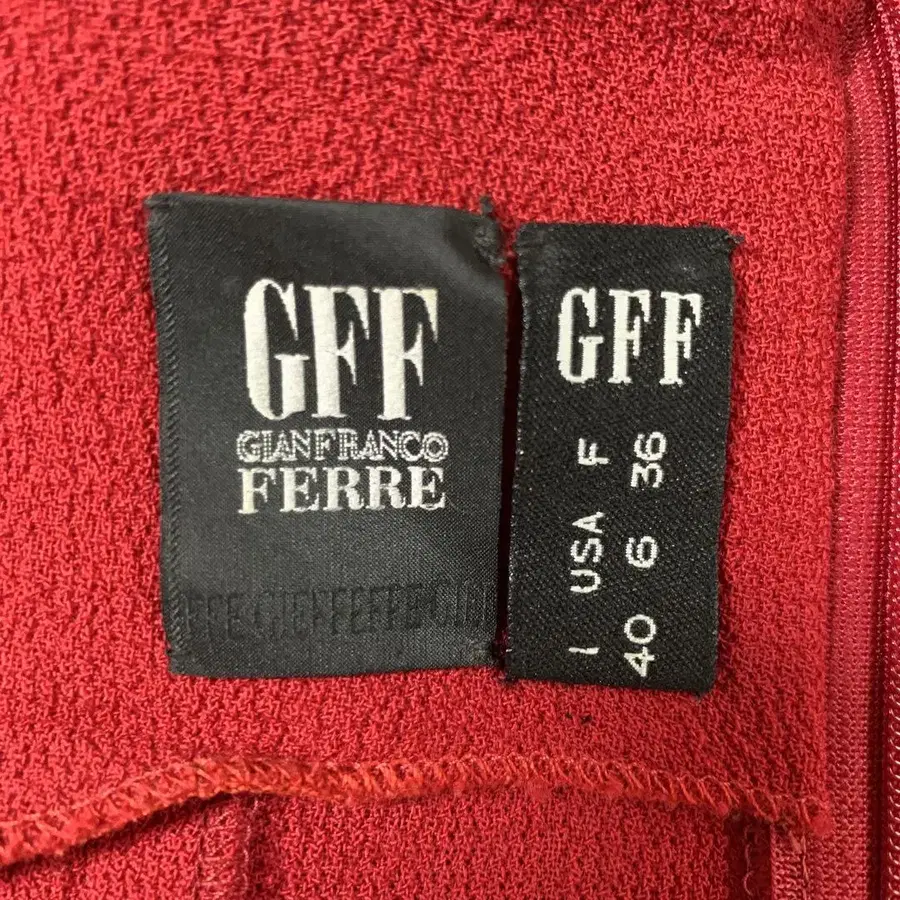 GFF
GIANFRANCO
FERRE
GFF
I USA F
40 6 36